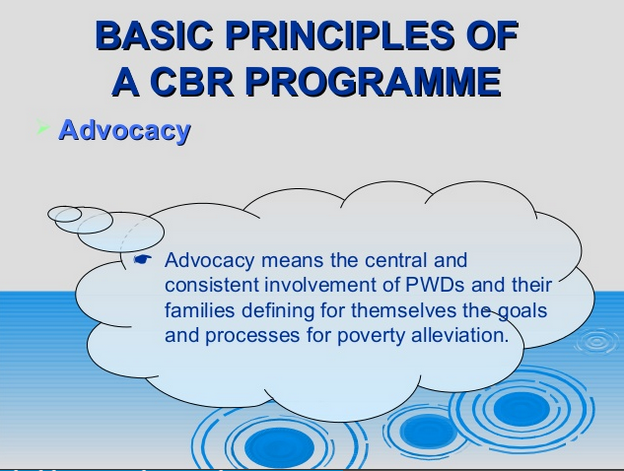 BASIC PRINCIPLES OF
A CBR PROGRAMME
Advocacy
Advocacy means the central and
consistent involvement of PWDs and their
families defining for themselves the goals
and processes for poverty alleviation.